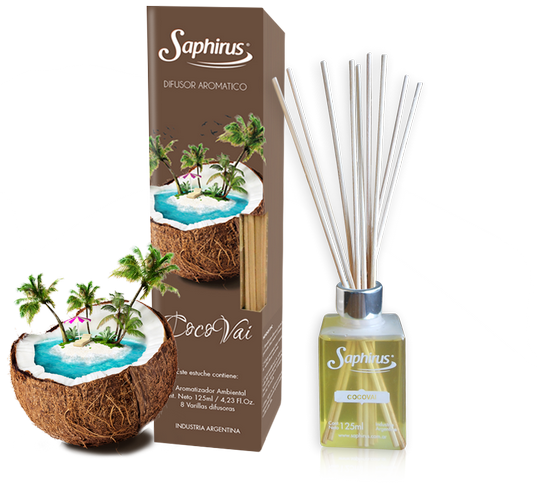 Saphirus®
DIFUSOR AROMATICO
CocoVai
ste estuche contiene:
Aromatizador Ambiental
nt. Neto 125ml / 4,23 Fl.Oz.
8 Varillas difusoras
INDUSTRIA ARGENTINA
Saphirus®
COCOVAI
125ml